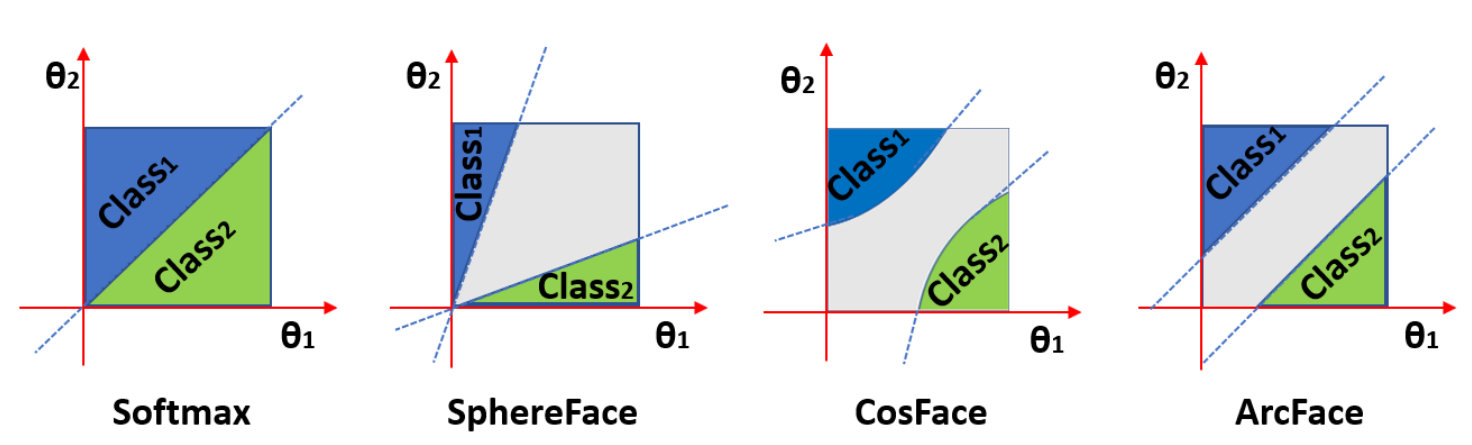 θ2
Class1
Class2
θ1
Softmax
θ2
Class1
Class2
θ1
SphereFace
θ2
Class1
Class2
θ1
CosFace
θ2
Class1
Class2
θ1
ArcFace